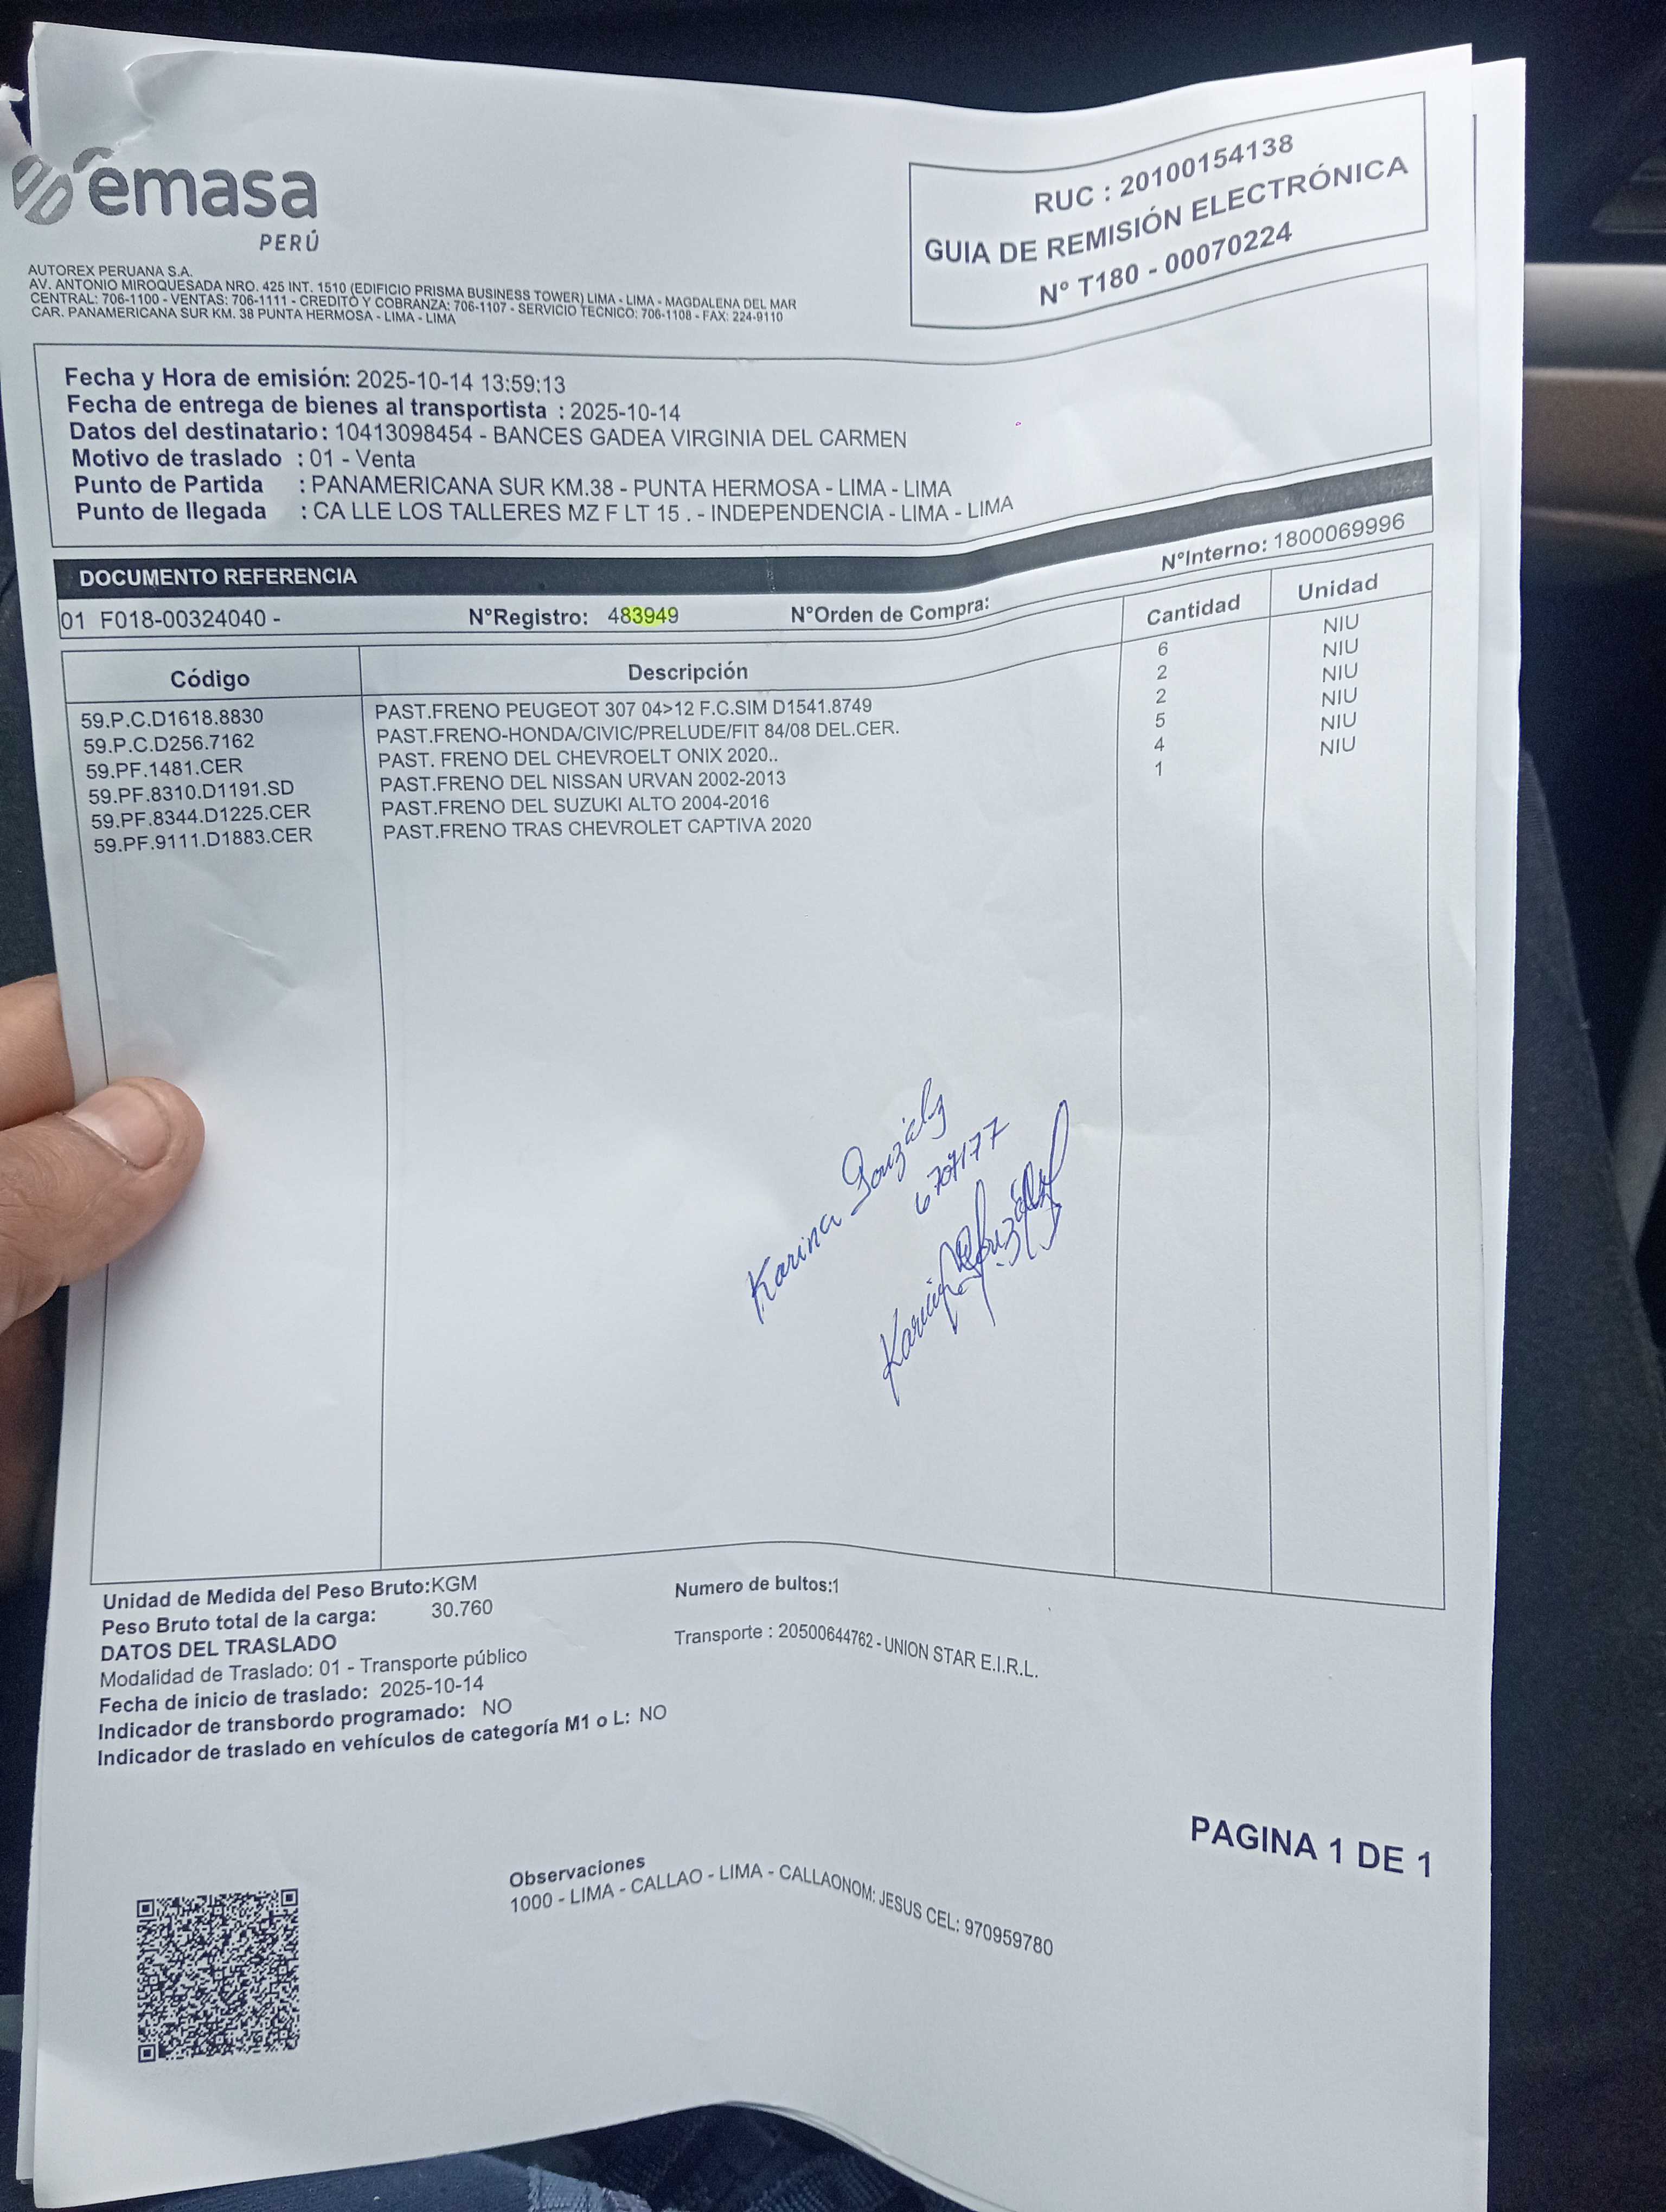 emasa
PERÚ
AUTOREX PERUANA S.A.
AV. ANTONIO MIROQUESADA NRO. 425 INT. 1510 (EDIFICIO PRISMA BUSINESS TOWER) LIMA - LIMA - MAGDALENA DEL MAR
CENTRAL: 706-1100 - VENTAS: 706-1111 - CREDITO Y COBRANZA: 706-1107 - SERVICIO TECNICO: 706-1108 - FAX: 224-9110
CAR. PANAMERICANA SUR KM. 38 PUNTA HERMOSA - LIMA - LIMA
RUC : 20100154138
GUIA DE REMISIÓN ELECTRÓNICA
N° T180 - 00070224
Fecha y Hora de emisión: 2025-10-14 13:59:13
Fecha de entrega de bienes al transportista : 2025-10-14
Datos del destinatario: 10413098454 - BANCES GADEA VIRGINIA DEL CARMEN
Motivo de traslado : 01 - Venta
Punto de Partida : PANAMERICANA SUR KM.38 - PUNTA HERMOSA - LIMA - LIMA
Punto de llegada : CA LLE LOS TALLERES MZ F LT 15 . - INDEPENDENCIA - LIMA - LIMA
DOCUMENTO REFERENCIA
01 F018-00324040 - N°Registro: 483949 N°Orden de Compra: N°Interno: 1800069996
Código Descripción Cantidad Unidad
59.P.C.D1618.8830 PAST.FRENO PEUGEOT 307 04>12 F.C.SIM D1541.8749 6 NIU
59.P.C.D256.7162 PAST.FRENO-HONDA/CIVIC/PRELUDE/FIT 84/08 DEL.CER. 2 NIU
59.PF.1481.CER PAST. FRENO DEL CHEVROELT ONIX 2020.. 2 NIU
59.PF.8310.D1191.SD PAST.FRENO DEL NISSAN URVAN 2002-2013 5 NIU
59.PF.8344.D1225.CER PAST.FRENO DEL SUZUKI ALTO 2004-2016 4 NIU
59.PF.9111.D1883.CER PAST.FRENO TRAS CHEVROLET CAPTIVA 2020 1 NIU
Karina González
Karina González
Unidad de Medida del Peso Bruto:KGM Numero de bultos:1
Peso Bruto total de la carga: 30.760
DATOS DEL TRASLADO Transporte : 20500644762 - UNION STAR E.I.R.L.
Modalidad de Traslado: 01 - Transporte público
Fecha de inicio de traslado: 2025-10-14
Indicador de transbordo programado: NO
Indicador de traslado en vehículos de categoría M1 o L: NO
PAGINA 1 DE 1
Observaciones
1000 - LIMA - CALLAO - LIMA - CALLAONOM: JESUS CEL: 970959780